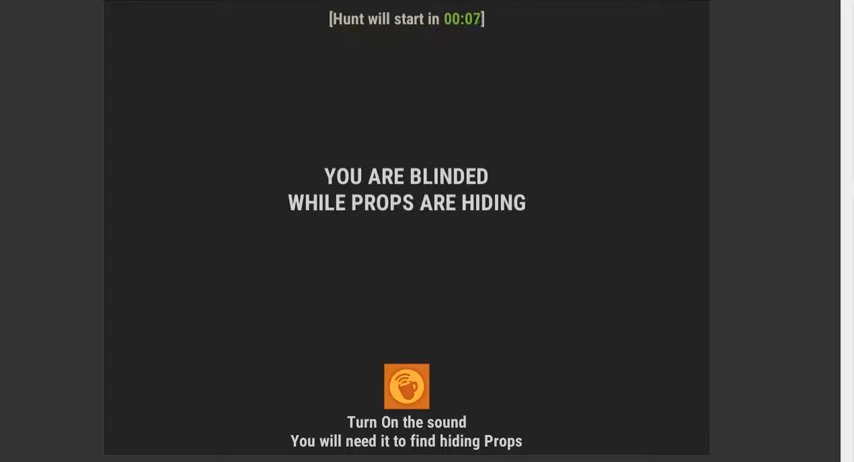 [Hunt will start in 00:07]
YOU ARE BLINDED
WHILE PROPS ARE HIDING
Turn On the sound
You will need it to find hiding Props